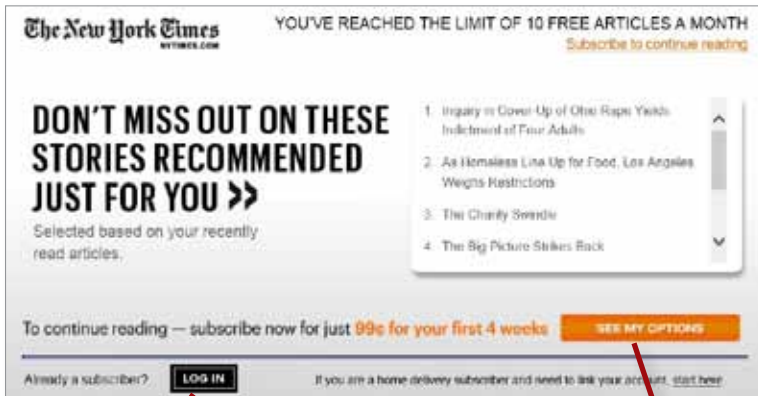 The New York Times
NYTIMES.COM
YOU'VE REACHED THE LIMIT OF 10 FREE ARTICLES A MONTH
Subscribe to continue reading
DON'T MISS OUT ON THESE
STORIES RECOMMENDED
JUST FOR YOU >>
Selected based on your recently
read articles.
1. Inquiry in Cover-Up of Ohio Rape Yields
Indictment of Four Adults
2. As Homeless Line Up for Food, Los Angeles
Weighs Restrictions
3. The Charity Swindle
4. The Big Picture Strikes Back
To continue reading — subscribe now for just 99¢ for your first 4 weeks
SEE MY OPTIONS
Already a subscriber? LOG IN
If you are a home delivery subscriber and need to link your account, start here